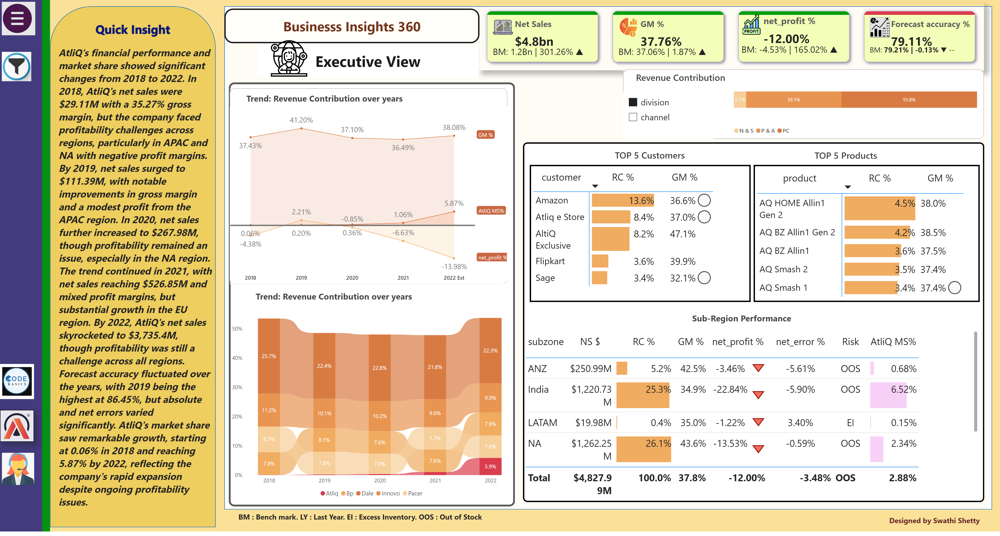 Quick Insight
AtliQ's financial performance and
market share showed significant
changes from 2018 to 2022. In
2018, AtliQ's net sales were
$29.11M with a 35.27% gross
margin, but the company faced
profitability challenges across
regions, particularly in APAC and
NA with negative profit margins.
By 2019, net sales surged to
$111.39M, with notable
improvements in gross margin
and a modest profit from the
APAC region. In 2020, net sales
further increased to $267.98M,
though profitability remained an
issue, especially in the NA region.
The trend continued in 2021, with
net sales reaching $526.85M and
mixed profit margins, but
substantial growth in the EU
region. By 2022, AtliQ's net sales
skyrocketed to $3,735.4M,
though profitability was still a
challenge across all regions.
Forecast accuracy fluctuated over
the years, with 2019 being the
highest at 86.45%, but absolute
and net errors varied
significantly. AtliQ's market share
saw remarkable growth, starting
at 0.06% in 2018 and reaching
5.87% by 2022, reflecting the
company's rapid expansion
despite ongoing profitability
issues.
CODE
BASICS
®
Businesss Insights 360
Executive View
Net Sales
$4.8bn
BM: 1.2Bn | 301.26% ▲
GM %
37.76%
BM: 37.06% | 1.87% ▲
PROFIT
net_profit %
-12.00%
BM: -4.53% | 165.02% ▲
Forecast accuracy %
79.11%
BM: 79.21% | -0.13% ▼ --
Revenue Contribution
division
channel
5.1% 39.1% 55.8%
N & S P & A PC
Trend: Revenue Contribution over years
41.20%
37.43% 37.10% 36.49% 38.08%
GM %
5.87%
AtliQ MS%
2.21% -0.85% 1.06%
0.06% 0.20% 0.36% -6.63%
-4.38%
net_profit %
-13.98%
2018 2019 2020 2021 2022 Est
Trend: Revenue Contribution over years
50%
40%
30%
20%
10%
0%
25.7% 22.4% 22.8% 21.8% 22.3%
11.2% 10.1% 10.2% 9.6% 9.9%
8.7% 8.1% 7.6% 7.7% 7.9%
7.8% 7.8% 7.0% 7.6% 7.6%
5.9%
2018 2019 2020 2021 2022
Atliq Bp Dale Innovo Pacer
TOP 5 Customers
customer RC % GM %
Amazon 13.6% 36.6%
Atliq e Store 8.4% 37.0%
AltiQ 8.2% 47.1%
Exclusive
Flipkart 3.6% 39.9%
Sage 3.4% 32.1%
TOP 5 Products
product RC % GM %
AQ HOME Allin1 4.5% 38.0%
Gen 2
AQ BZ Allin1 Gen 2 4.2% 38.5%
AQ BZ Allin1 3.6% 37.5%
AQ Smash 2 3.5% 37.4%
AQ Smash 1 3.4% 37.4%
Sub-Region Performance
subzone NS $ RC % GM % net_profit % net_error % Risk AtliQ MS%
ANZ $250.99M 5.2% 42.5% -3.46% -5.61% OOS 0.68%
India $1,220.73 25.3% 34.9% -22.84% -5.90% OOS 6.52%
M
LATAM $19.98M 0.4% 35.0% -1.22% 3.40% EI 0.15%
NA $1,262.25 26.1% 43.6% -13.53% -0.59% OOS 2.34%
M
Total $4,827.9 100.0% 37.8% -12.00% -3.48% OOS 2.88%
9M
BM : Bench mark. LY : Last Year. EI : Excess Inventory. OOS : Out of Stock
Designed by Swathi Shetty